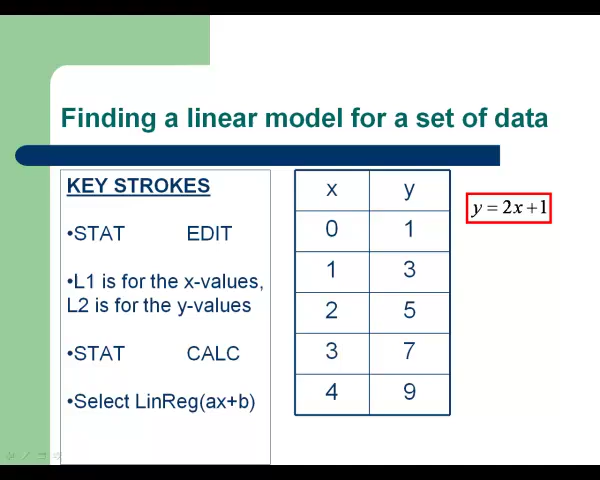 Finding a linear model for a set of data
KEY STROKES
•STAT EDIT
•L1 is for the x-values,
L2 is for the y-values
•STAT CALC
•Select LinReg(ax+b)
x y
0 1
1 3
2 5
3 7
4 9
y = 2x + 1